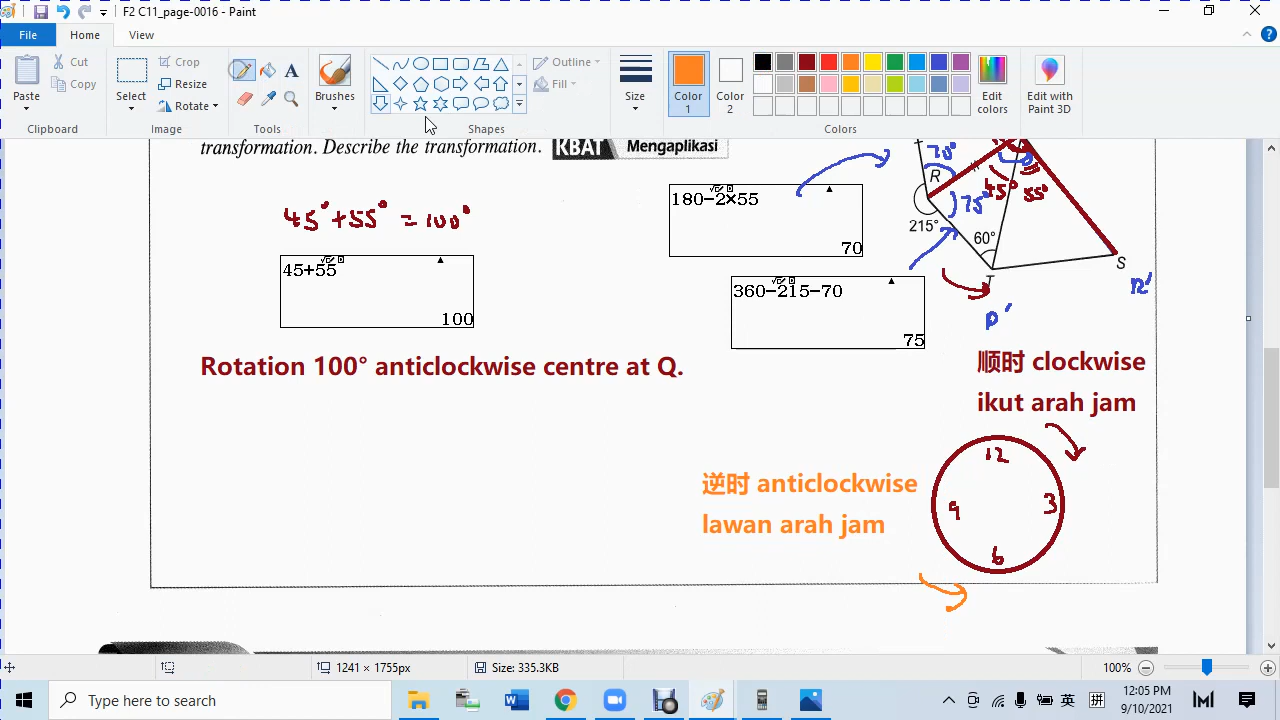 F2 C11_page-0016 - Paint
File Home View
Paste Cut Copy Clipboard
Select Resize Rotate Image
Tools
Brushes
Shapes Outline Fill
Size
Color 1 Color 2
Colors
Edit colors
Edit with Paint 3D
transformation. Describe the transformation. KBAT Mengaplikasi
70°
R 45° 55°
75°
215° 60°
S
T
R'
P'
45° + 55° = 100°
180-2×55
70
45+55
100
360-215-70
75
Rotation 100° anticlockwise centre at Q.
顺时 clockwise
ikut arah jam
12
9 3
6
逆时 anticlockwise
lawan arah jam
1241 × 1755px Size: 335.3KB 100%
Type here to search
英 拼 12:05 PM
9/10/2021